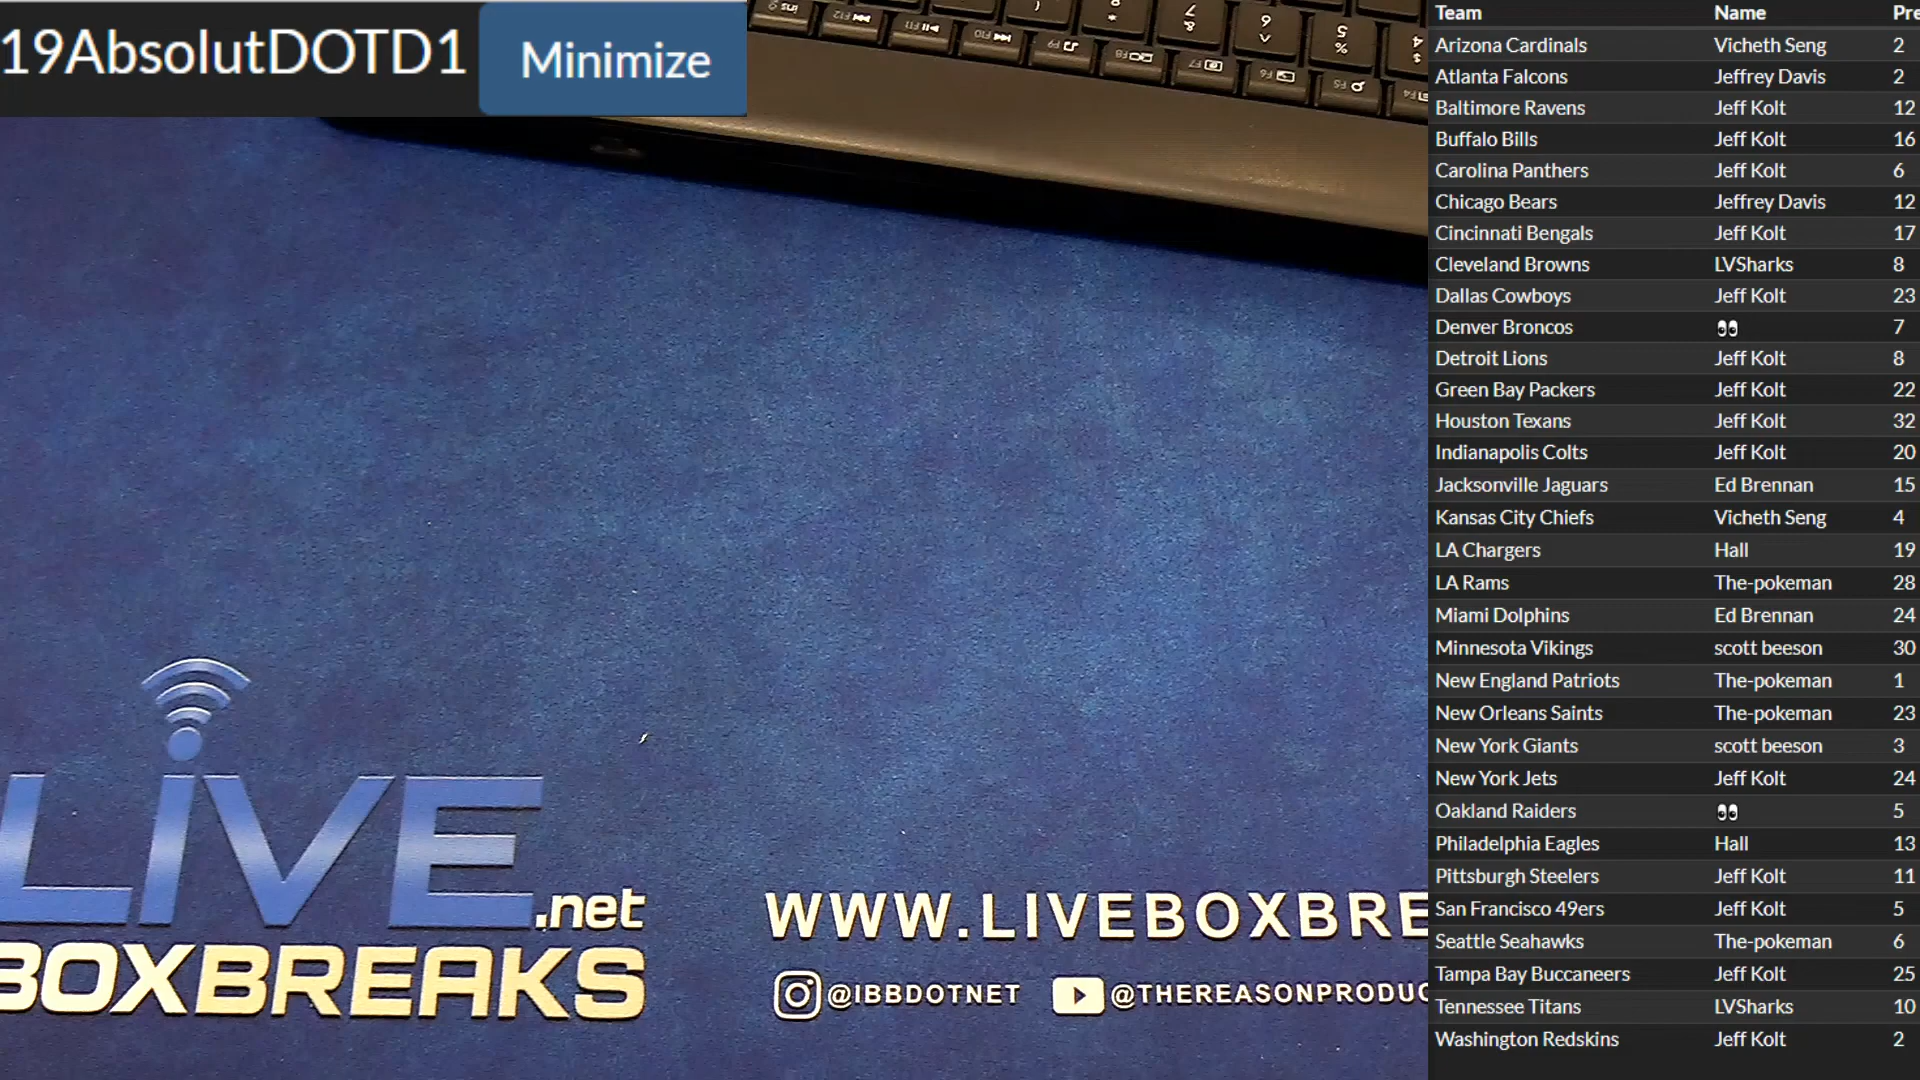 19AbsolutDOTD1
Minimize
Team Name Pre
Arizona Cardinals Vicheth Seng 2
Atlanta Falcons Jeffrey Davis 2
Baltimore Ravens Jeff Kolt 12
Buffalo Bills Jeff Kolt 16
Carolina Panthers Jeff Kolt 6
Chicago Bears Jeffrey Davis 12
Cincinnati Bengals Jeff Kolt 17
Cleveland Browns LVSharks 8
Dallas Cowboys Jeff Kolt 23
Denver Broncos 👀 7
Detroit Lions Jeff Kolt 8
Green Bay Packers Jeff Kolt 22
Houston Texans Jeff Kolt 32
Indianapolis Colts Jeff Kolt 20
Jacksonville Jaguars Ed Brennan 15
Kansas City Chiefs Vicheth Seng 4
LA Chargers Hall 19
LA Rams The-pokeman 28
Miami Dolphins Ed Brennan 24
Minnesota Vikings scott beeson 30
New England Patriots The-pokeman 1
New Orleans Saints The-pokeman 23
New York Giants scott beeson 3
New York Jets Jeff Kolt 24
Oakland Raiders 👀 5
Philadelphia Eagles Hall 13
Pittsburgh Steelers Jeff Kolt 11
San Francisco 49ers Jeff Kolt 5
Seattle Seahawks The-pokeman 6
Tampa Bay Buccaneers Jeff Kolt 25
Tennessee Titans LVSharks 10
Washington Redskins Jeff Kolt 2
LIVE.net
BOXBREAKS
WWW.LIVEBOXBRE
@IBBDOTNET @THEREASONPRODUC